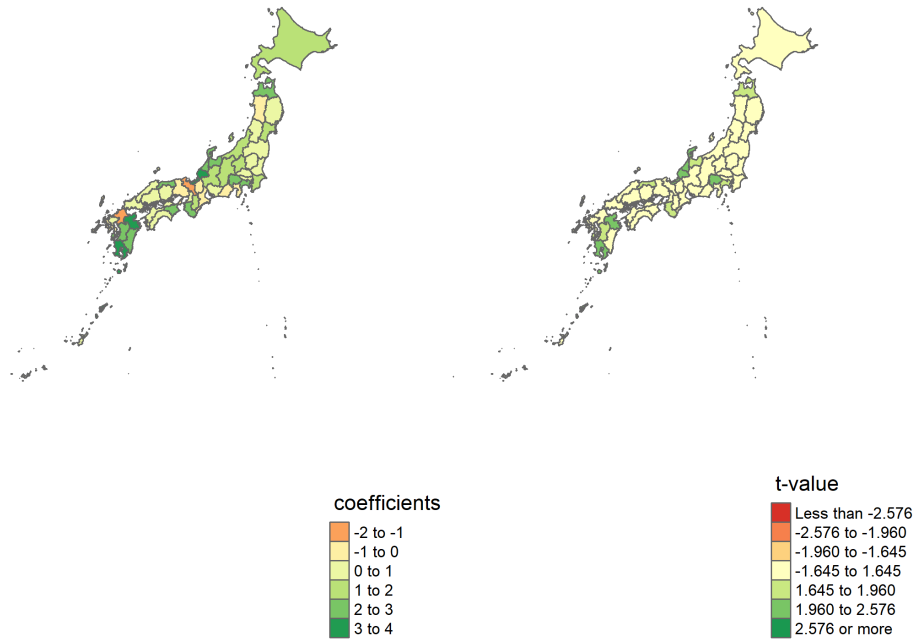 coefficients
-2 to -1
-1 to 0
0 to 1
1 to 2
2 to 3
3 to 4
t-value
Less than -2.576
-2.576 to -1.960
-1.960 to -1.645
-1.645 to 1.645
1.645 to 1.960
1.960 to 2.576
2.576 or more